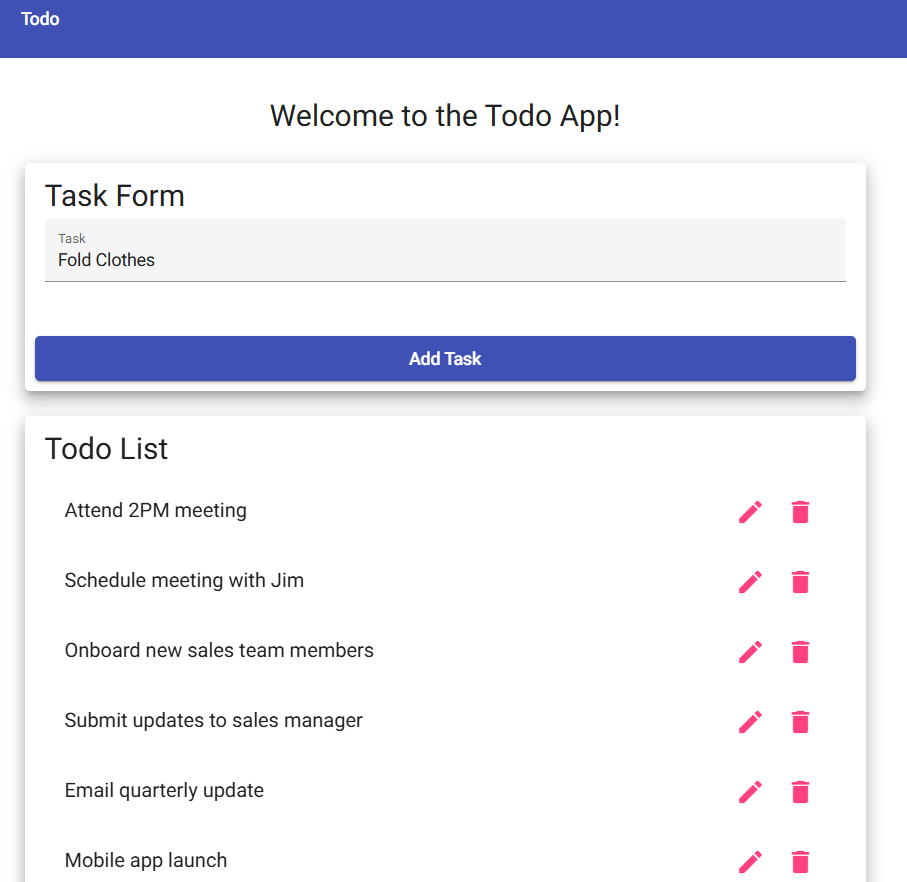 Todo
Welcome to the Todo App!
Task Form
Task
Fold Clothes
Add Task
Todo List
Attend 2PM meeting
Schedule meeting with Jim
Onboard new sales team members
Submit updates to sales manager
Email quarterly update
Mobile app launch